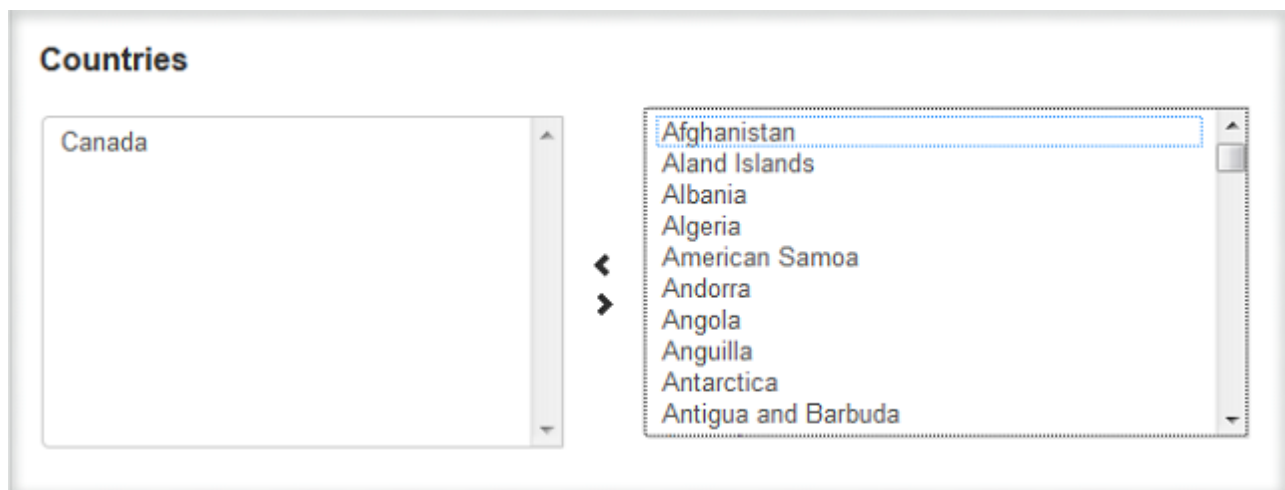 Countries
Canada
Afghanistan
Aland Islands
Albania
Algeria
American Samoa
Andorra
Angola
Anguilla
Antarctica
Antigua and Barbuda